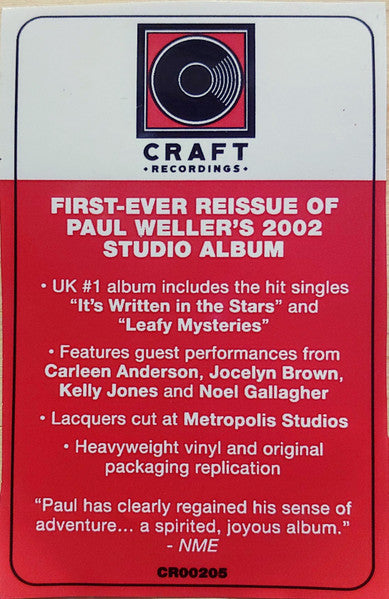 CRAFT
• RECORDINGS •
FIRST-EVER REISSUE OF
PAUL WELLER'S 2002
STUDIO ALBUM
• UK #1 album includes the hit singles
"It's Written in the Stars" and
"Leafy Mysteries"
• Features guest performances from
Carleen Anderson, Jocelyn Brown,
Kelly Jones and Noel Gallagher
• Lacquers cut at Metropolis Studios
• Heavyweight vinyl and original
packaging replication
"Paul has clearly regained his sense of
adventure... a spirited, joyous album."
- NME
CR00205